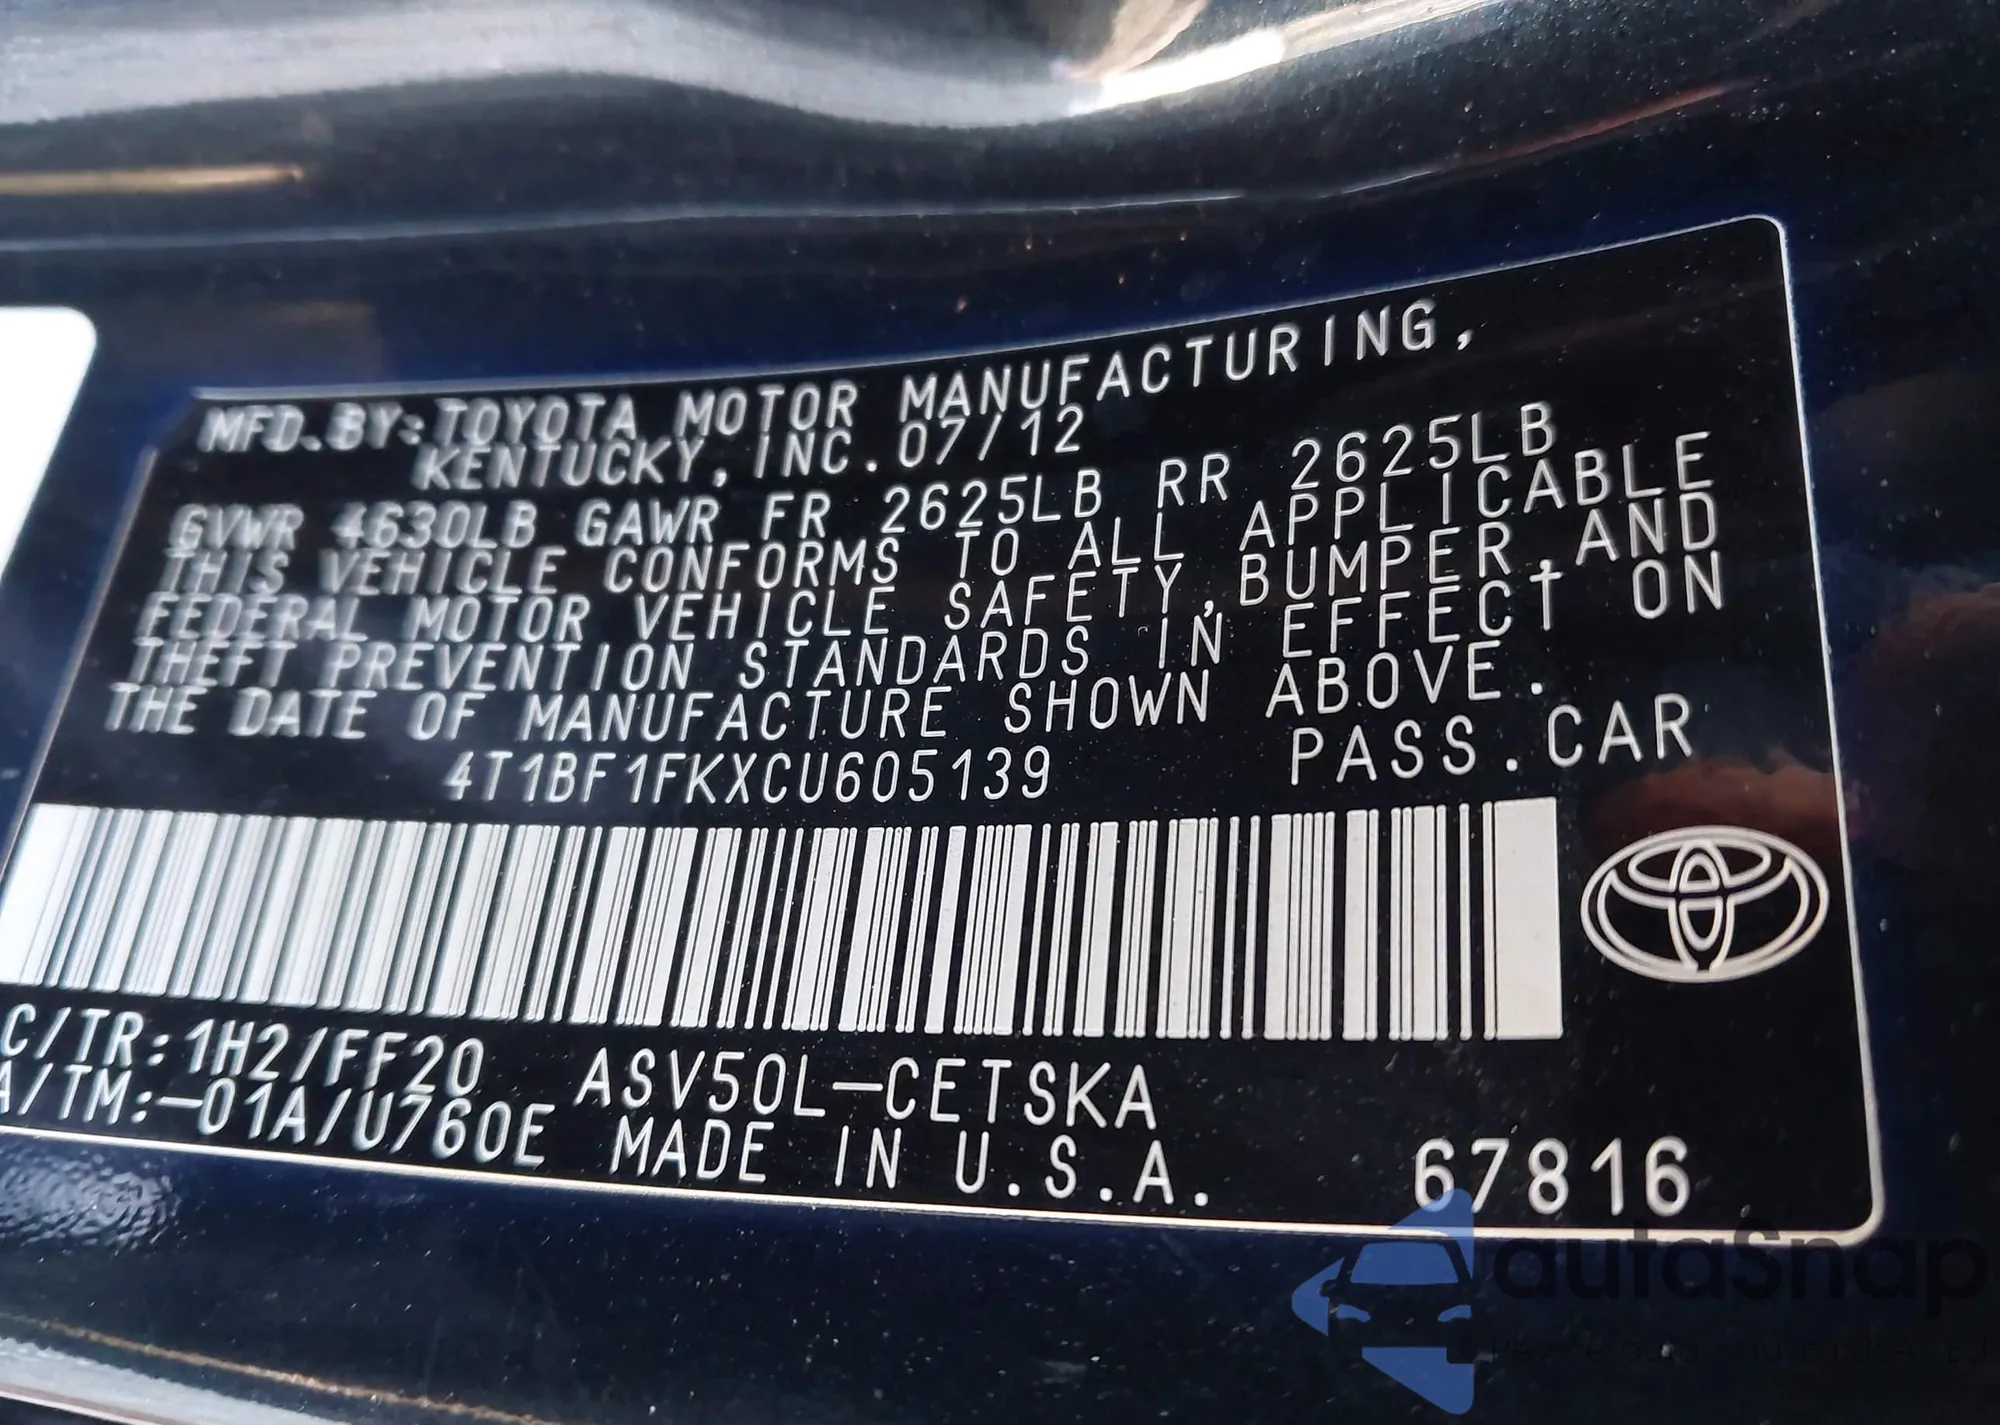 MFD.BY:TOYOTA MOTOR MANUFACTURING,
KENTUCKY, INC. 07/12
GVWR 4630LB GAWR FR 2625LB RR 2625LB
THIS VEHICLE CONFORMS TO ALL APPLICABLE
FEDERAL MOTOR VEHICLE SAFETY, BUMPER, AND
THEFT PREVENTION STANDARDS IN EFFECT ON
THE DATE OF MANUFACTURE SHOWN ABOVE.
4T1BF1FKXCU605139 PASS.CAR
C/TR:1H2/FF20 ASV50L-CETSKA
A/TM:-01A/U760E MADE IN U.S.A. 67816
autoSnap